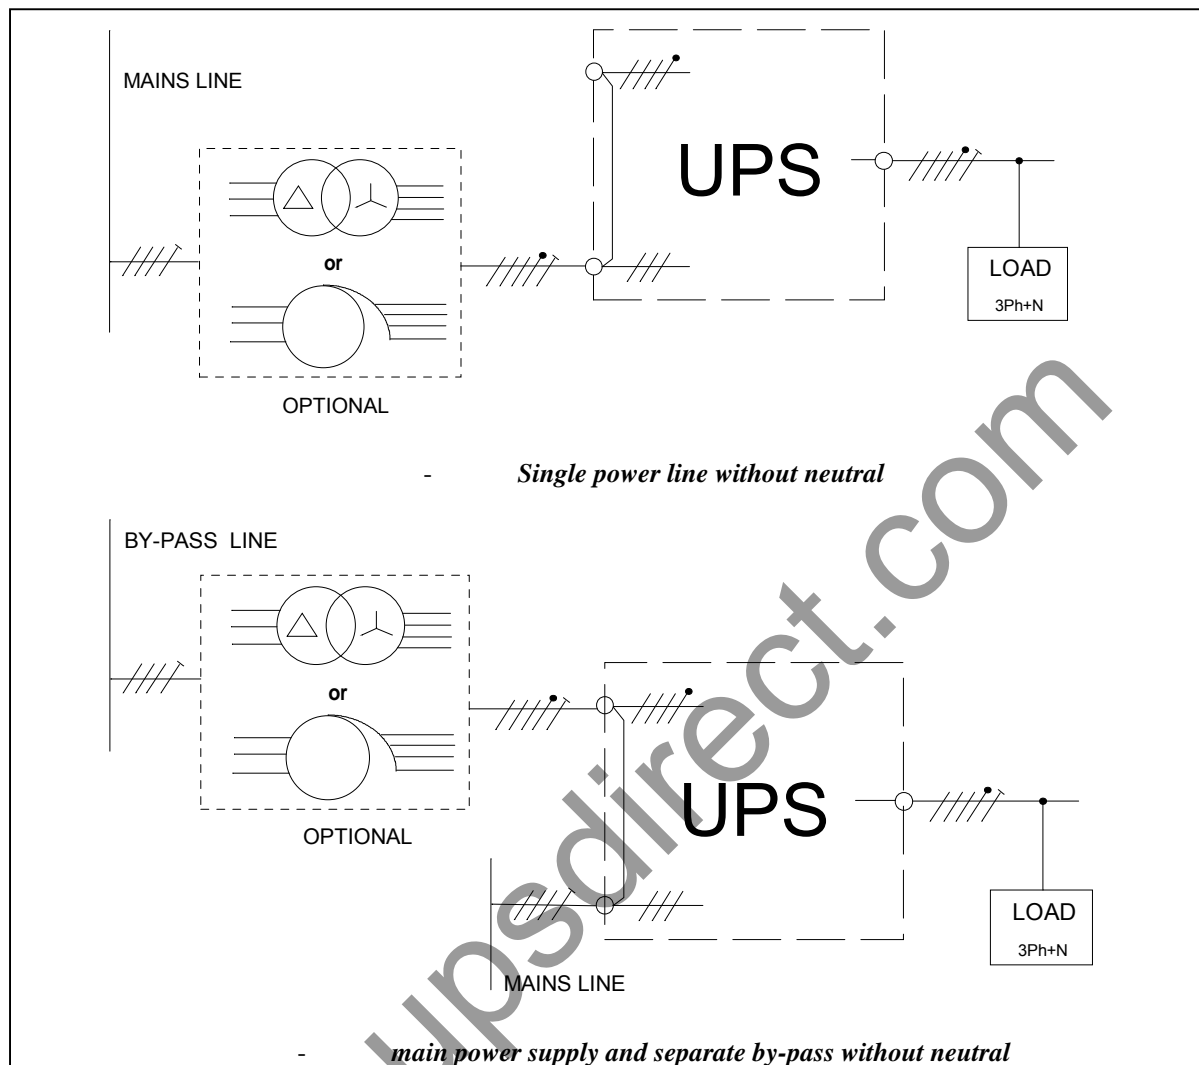 MAINS LINE
UPS
or
LOAD
3Ph+N
OPTIONAL
- Single power line without neutral
BY-PASS LINE
or
UPS
OPTIONAL
LOAD
3Ph+N
MAINS LINE
- main power supply and separate by-pass without neutral
upsdirect.com